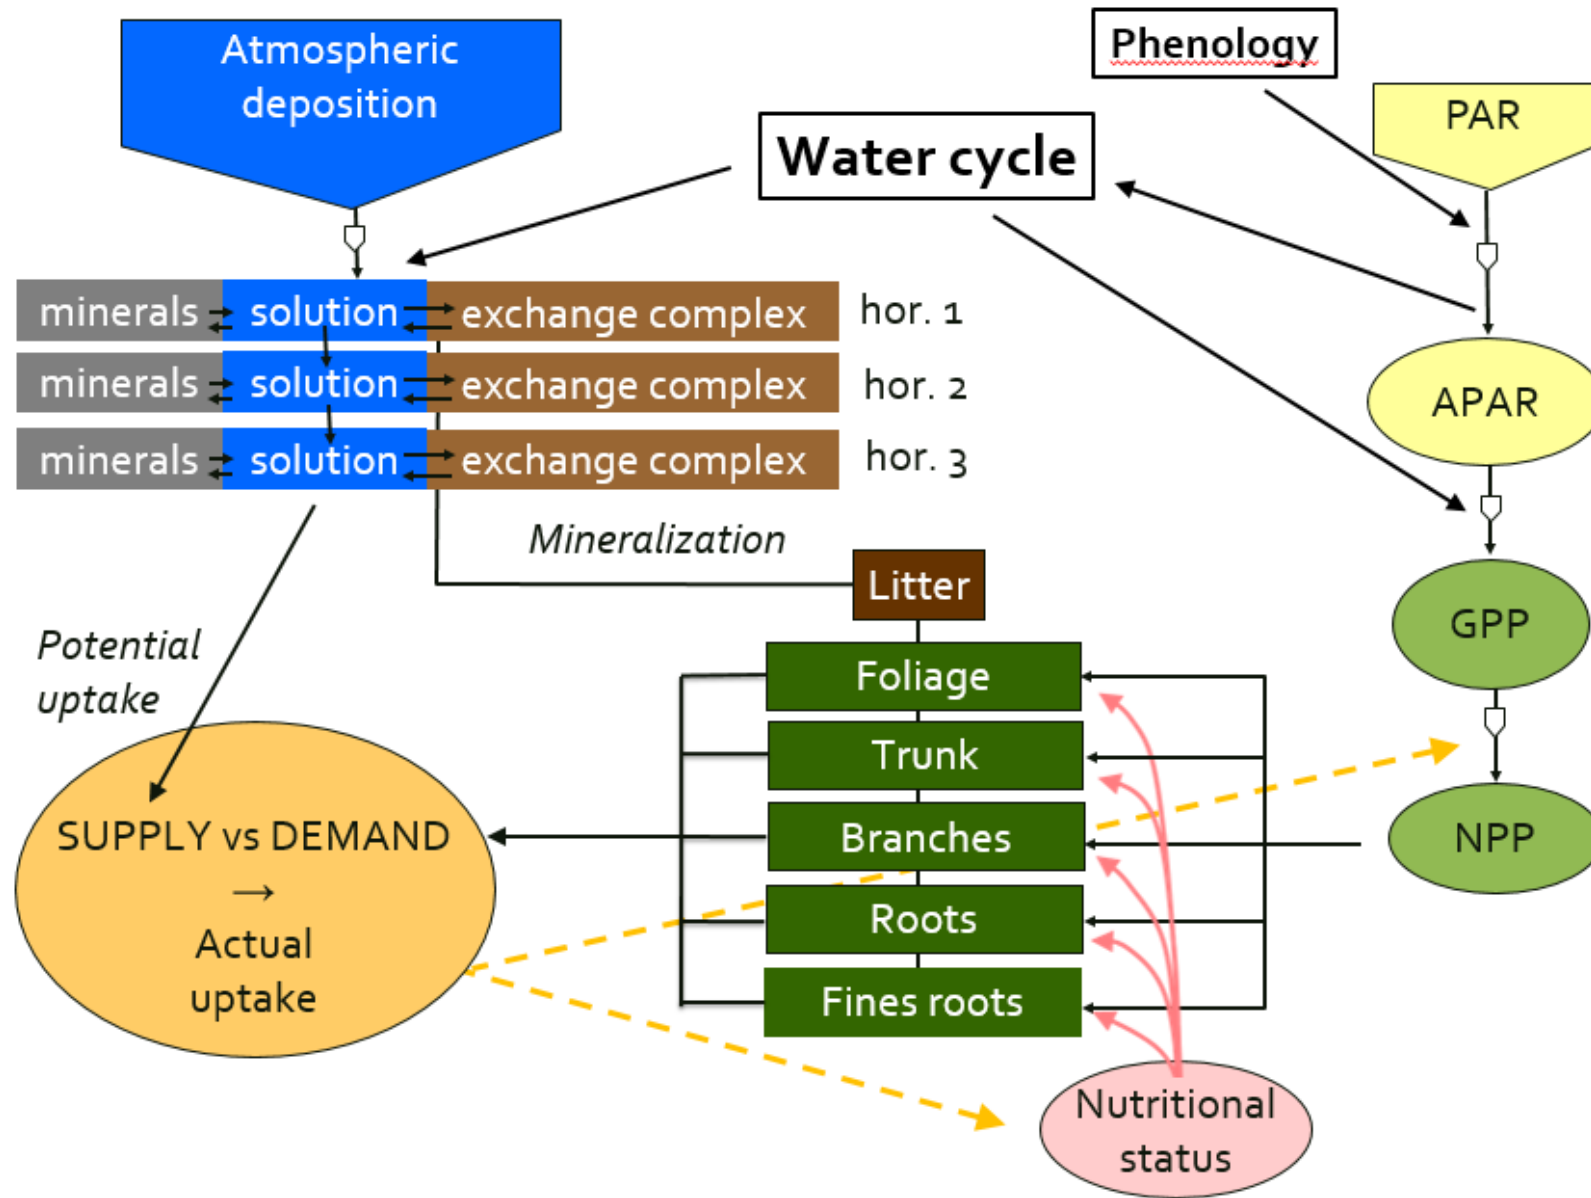 Atmospheric
deposition
Phenology
PAR
Water cycle
minerals solution exchange complex hor. 1
minerals solution exchange complex hor. 2
minerals solution exchange complex hor. 3
APAR
Mineralization
Litter
GPP
Potential
uptake
Foliage
Trunk
Branches
Roots
Fines roots
NPP
SUPPLY vs DEMAND
→
Actual
uptake
Nutritional
status